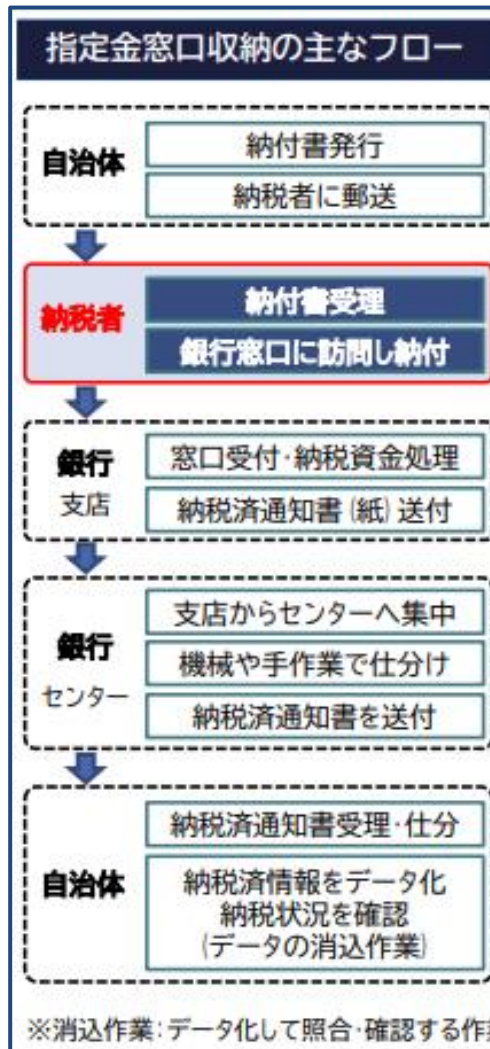 指定金窓口収納の主なフロー
自治体
納付書発行
納税者に郵送
納税者
納付書受理
銀行窓口に訪問し納付
銀行
支店
窓口受付・納税資金処理
納税済通知書(紙)送付
銀行
センター
支店からセンターへ集中
機械や手作業で仕分け
納税済通知書を送付
自治体
納税済通知書受理・仕分
納税済情報をデータ化
納税状況を確認
(データの消込作業)
※消込作業:データ化して照合・確認する作